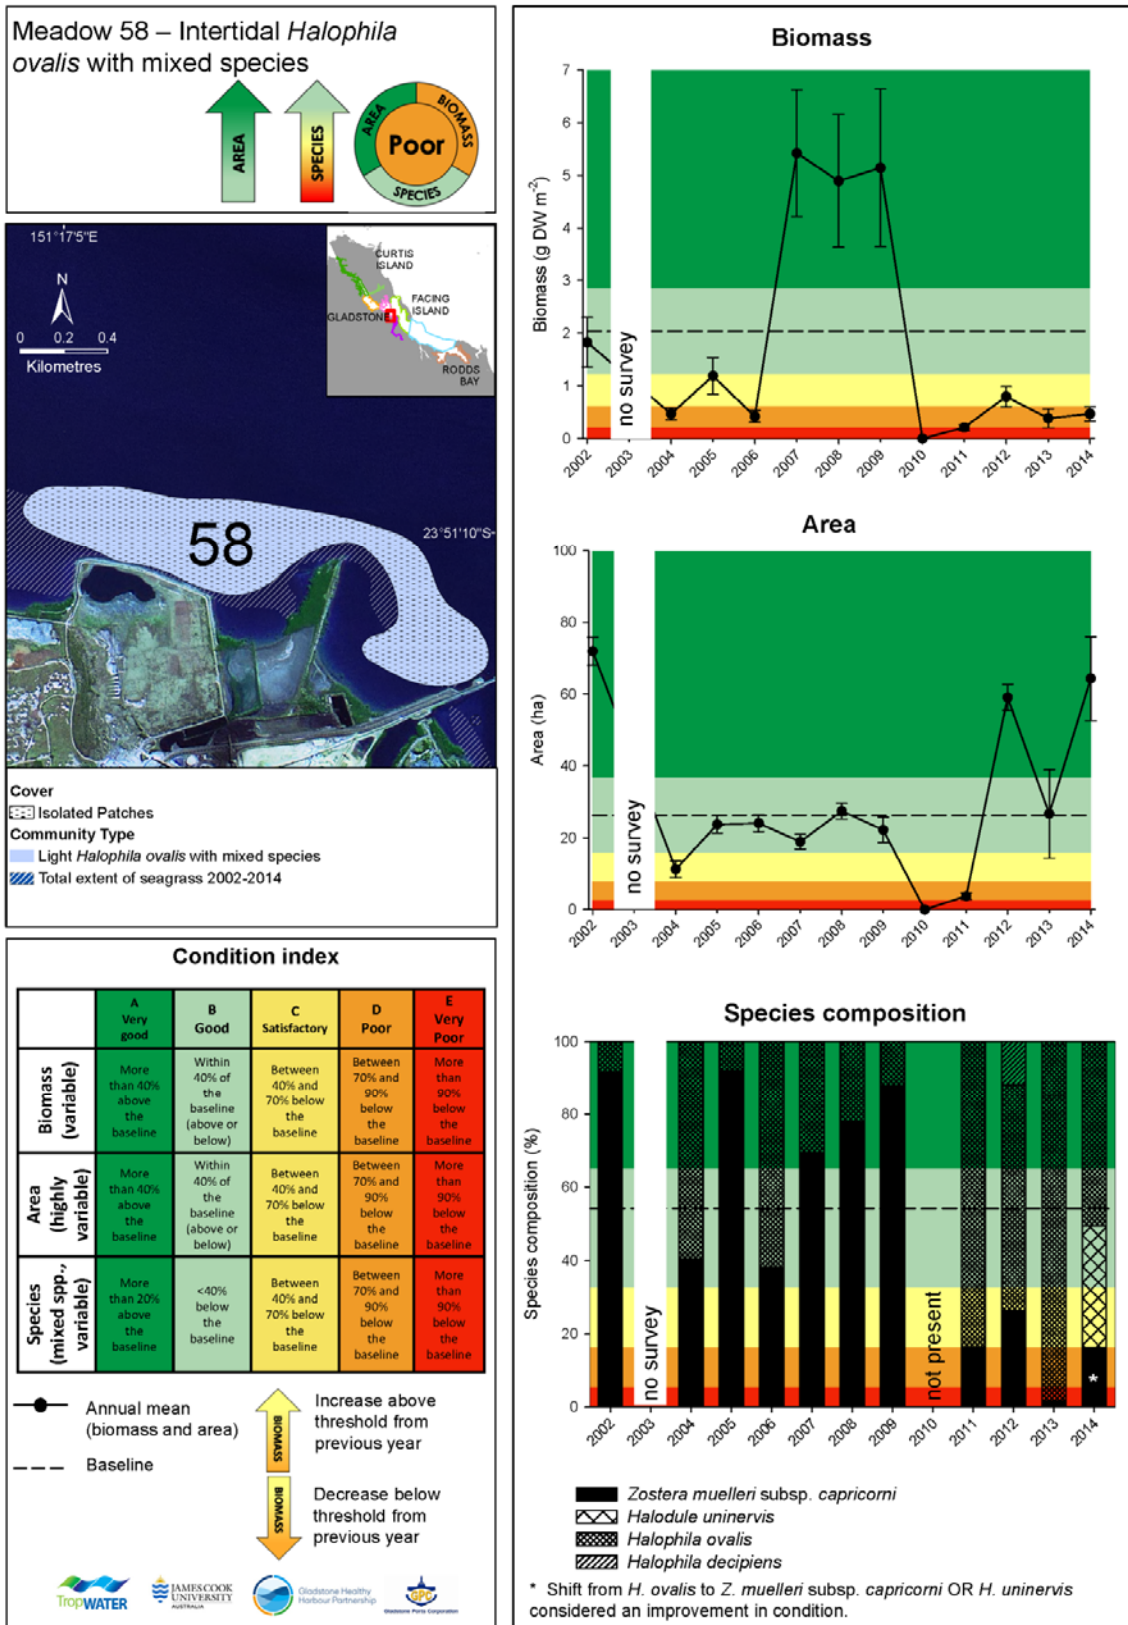 Meadow 58 – Intertidal Halophila
ovalis with mixed species
AREA
SPECIES
AREA
BIOMASS
SPECIES
Poor
151°17'5"E
N
0 0.2 0.4
Kilometres
CURTIS
ISLAND
FACING
ISLAND
GLADSTONE
RODDS
BAY
58
23°51'10"S
Cover
Isolated Patches
Community Type
Light Halophila ovalis with mixed species
Total extent of seagrass 2002-2014
Condition index
A
Very
good
B
Good
C
Satisfactory
D
Poor
E
Very
Poor
Biomass
(variable)
More
than 40%
above
the
baseline
Within
40% of
the
baseline
(above or
below)
Between
40% and
70% below
the
baseline
Between
70% and
90%
below
the
baseline
More
than
90%
below
the
baseline
Area
(highly
variable)
More
than 40%
above
the
baseline
Within
40% of
the
baseline
(above or
below)
Between
40% and
70% below
the
baseline
Between
70% and
90%
below
the
baseline
More
than
90%
below
the
baseline
Species
(mixed spp.,
variable)
More
than 20%
above
the
baseline
<40%
below
the
baseline
Between
40% and
70% below
the
baseline
Between
70% and
90%
below the
baseline
More
than
90%
below
the
baseline
Annual mean
(biomass and area)
Baseline
BIOMASS
Increase above
threshold from
previous year
BIOMASS
Decrease below
threshold from
previous year
TropWATER
JAMES COOK
UNIVERSITY
AUSTRALIA
Gladstone Healthy
Harbour Partnership
GPC
Gladstone Ports Corporation
Biomass
Biomass (g DW m-2)
7
6
5
4
3
2
1
0
no survey
2002 2003 2004 2005 2006 2007 2008 2009 2010 2011 2012 2013 2014
Area
Area (ha)
100
80
60
40
20
0
no survey
2002 2003 2004 2005 2006 2007 2008 2009 2010 2011 2012 2013 2014
Species composition
Species composition (%)
100
80
60
40
20
0
no survey
not present
*
2002 2003 2004 2005 2006 2007 2008 2009 2010 2011 2012 2013 2014
Zostera muelleri subsp. capricorni
Halodule uninervis
Halophila ovalis
Halophila decipiens
* Shift from H. ovalis to Z. muelleri subsp. capricorni OR H. uninervis
considered an improvement in condition.